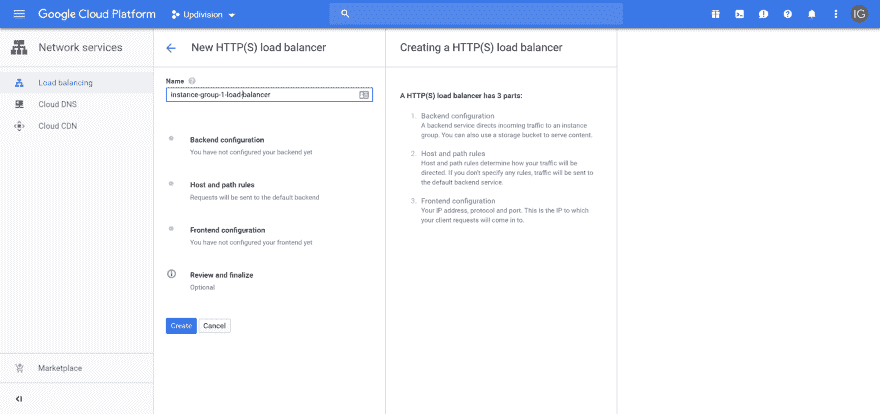 Google Cloud Platform
Updivision
IG
Network services
Load balancing
Cloud DNS
Cloud CDN
Marketplace
New HTTP(S) load balancer
Name
instance-group-1-load-balancer
Backend configuration
You have not configured your backend yet
Host and path rules
Requests will be sent to the default backend
Frontend configuration
You have not configured your frontend yet
Review and finalize
Optional
Create
Cancel
Creating a HTTP(S) load balancer
A HTTP(S) load balancer has 3 parts:
1. Backend configuration
A backend service directs incoming traffic to an instance
group. You can also use a storage bucket to serve content.
2. Host and path rules
Host and path rules determine how your traffic will be
directed. If you don't specify any rules, traffic will be sent to
the default backend service.
3. Frontend configuration
Your IP address, protocol and port. This is the IP to which
your client requests will come in to.